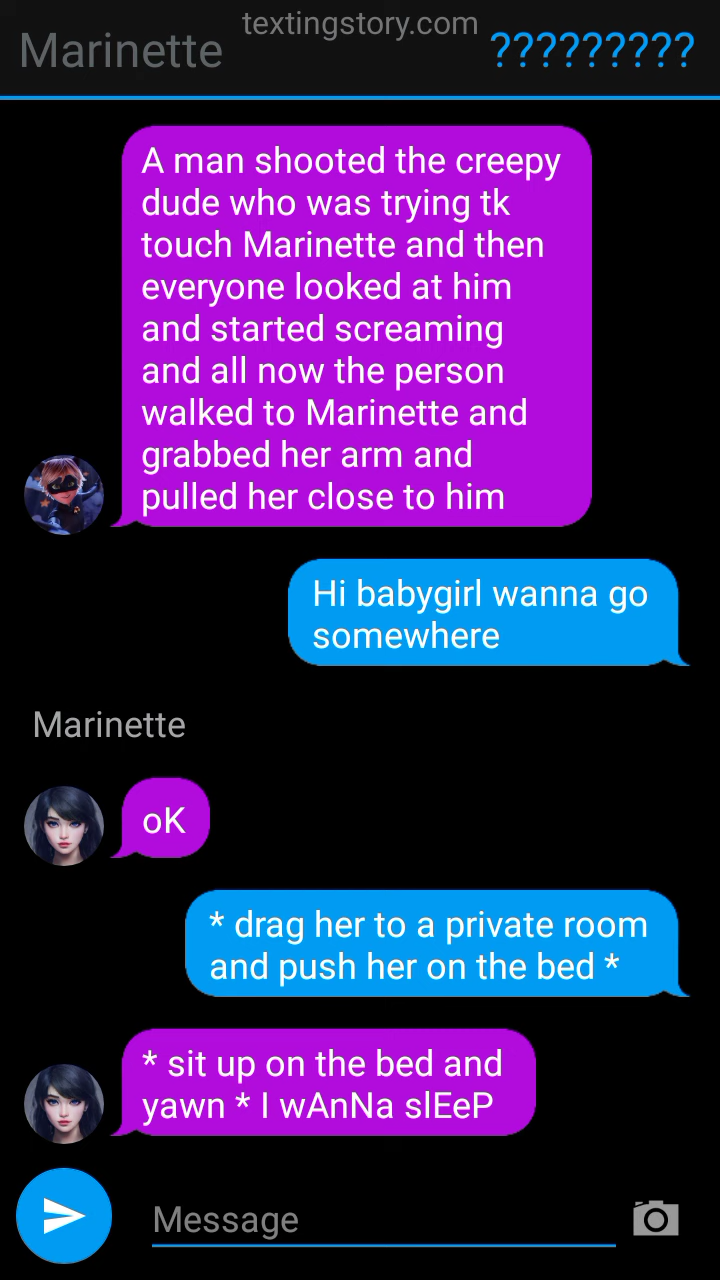 textingstory.com
Marinette
?????????
A man shooted the creepy
dude who was trying tk
touch Marinette and then
everyone looked at him
and started screaming
and all now the person
walked to Marinette and
grabbed her arm and
pulled her close to him
Hi babygirl wanna go
somewhere
Marinette
oK
* drag her to a private room
and push her on the bed *
* sit up on the bed and
yawn * I wAnNa slEeP
Message